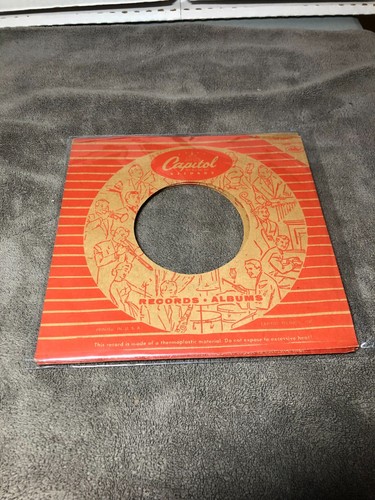 Capitol
RECORDS
RECORDS • ALBUMS
This record is made of a thermoplastic material. Do not expose to excessive heat!